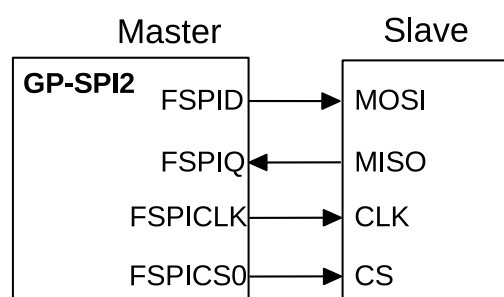 Master Slave
GP-SPI2
FSPID MOSI
FSPIQ MISO
FSPICLK CLK
FSPICS0 CS